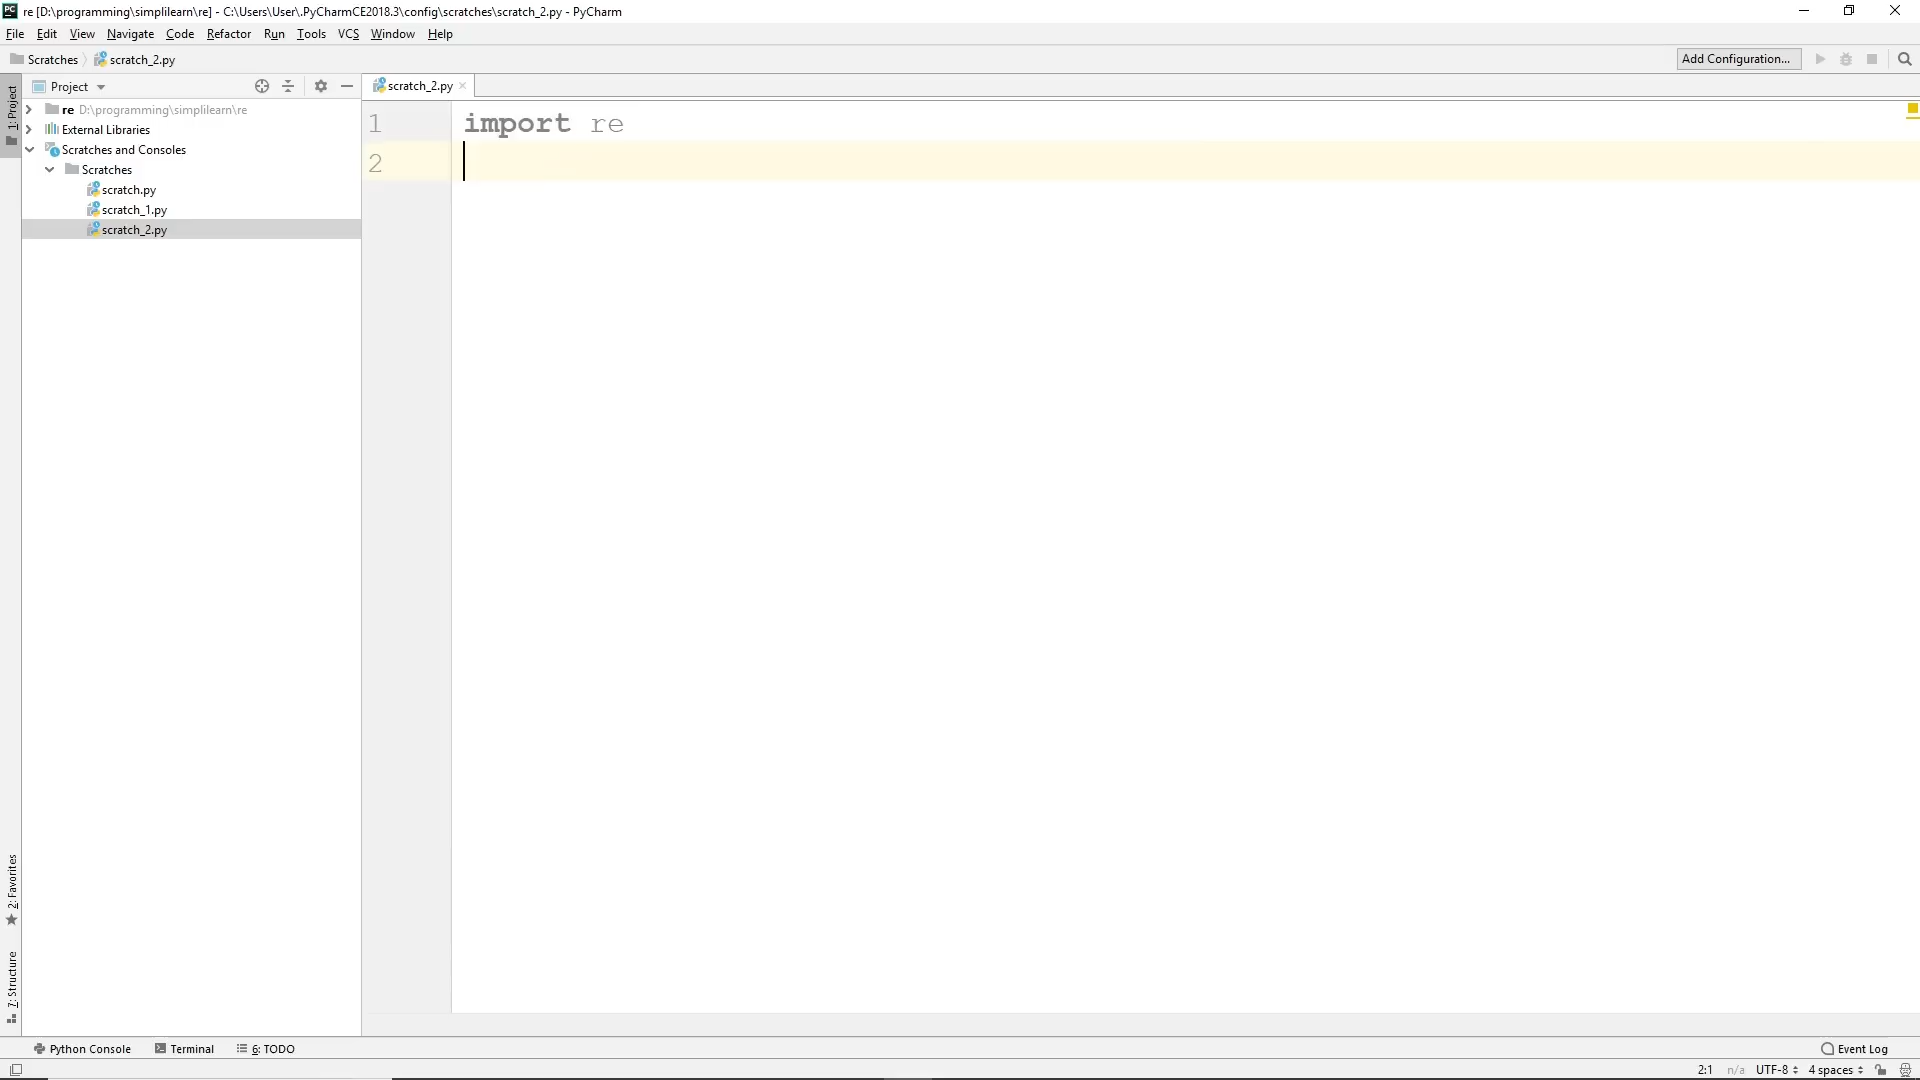 re [D:\programming\simplilearn\re] - C:\Users\User\.PyCharmCE2018.3\config\scratches\scratch_2.py - PyCharm
File Edit View Navigate Code Refactor Run Tools VCS Window Help
Scratches scratch_2.py
Add Configuration...
Project
scratch_2.py
1: Project
re D:\programming\simplilearn\re
External Libraries
Scratches and Consoles
Scratches
scratch.py
scratch_1.py
scratch_2.py
1 import re
2
2: Favorites
7: Structure
Python Console Terminal 6: TODO Event Log
2:1 n/a UTF-8 4 spaces